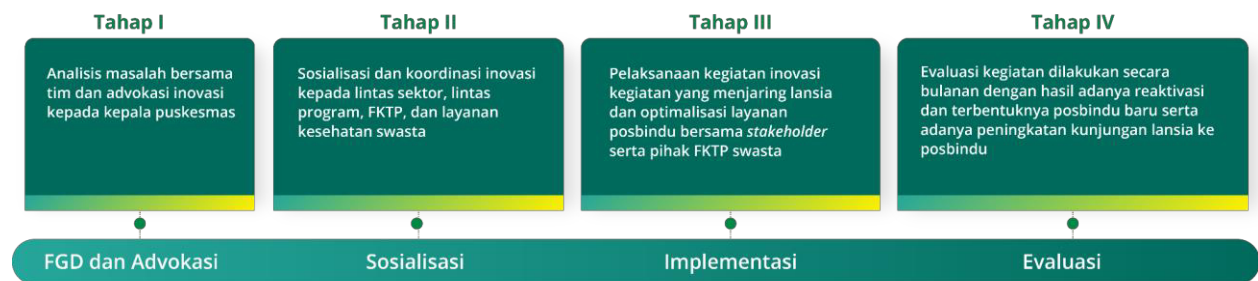 Tahap I
Analisis masalah bersama
tim dan advokasi inovasi
kepada kepala puskesmas
Tahap II
Sosialisasi dan koordinasi inovasi
kepada lintas sektor, lintas
program, FKTP, dan layanan
kesehatan swasta
Tahap III
Pelaksanaan kegiatan inovasi
kegiatan yang menjaring lansia
dan optimalisasi layanan
posbindu bersama stakeholder
serta pihak FKTP swasta
Tahap IV
Evaluasi kegiatan dilakukan secara
bulanan dengan hasil adanya reaktivasi
dan terbentuknya posbindu baru serta
adanya peningkatan kunjungan lansia ke
posbindu
FGD dan Advokasi
Sosialisasi
Implementasi
Evaluasi